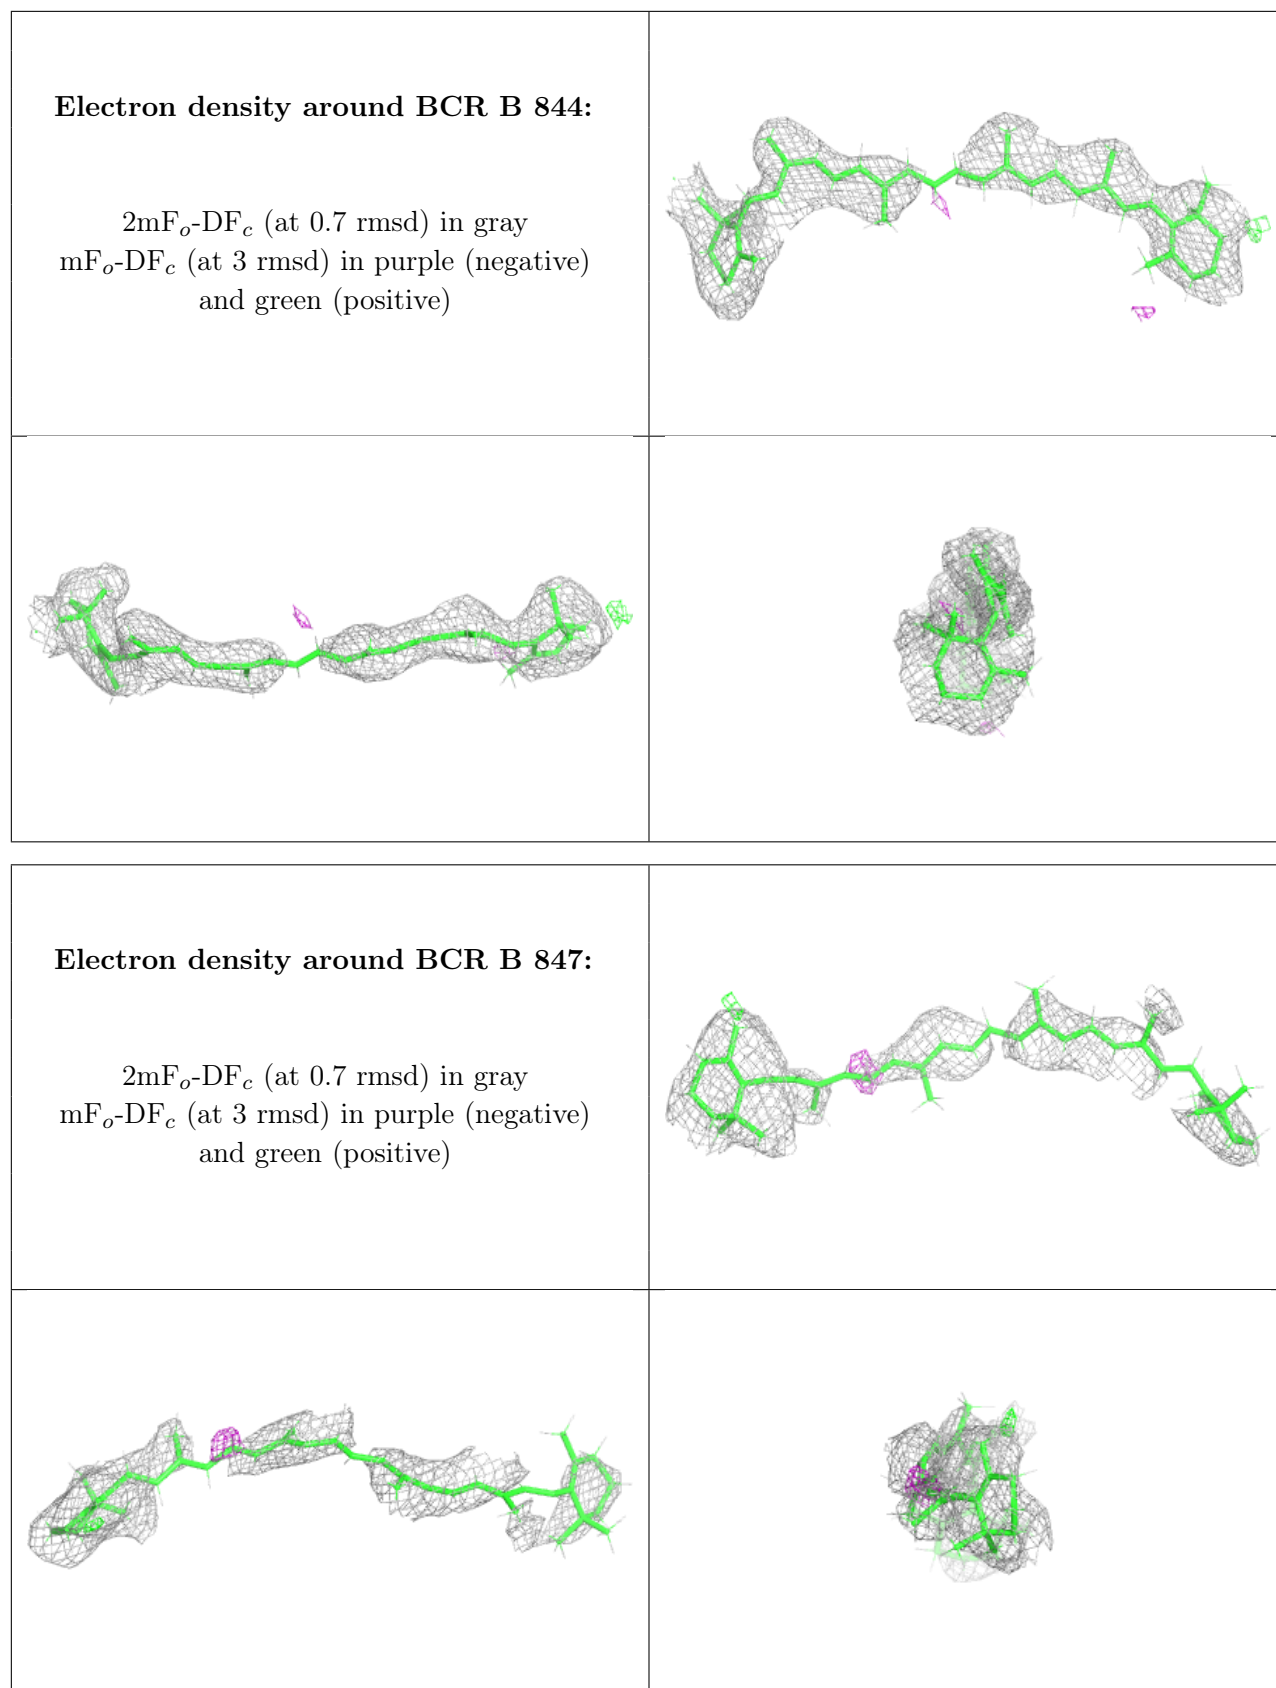 Electron density around BCR B 844:
2mFo-DFc (at 0.7 rmsd) in gray
mFo-DFc (at 3 rmsd) in purple (negative)
and green (positive)
Electron density around BCR B 847:
2mFo-DFc (at 0.7 rmsd) in gray
mFo-DFc (at 3 rmsd) in purple (negative)
and green (positive)